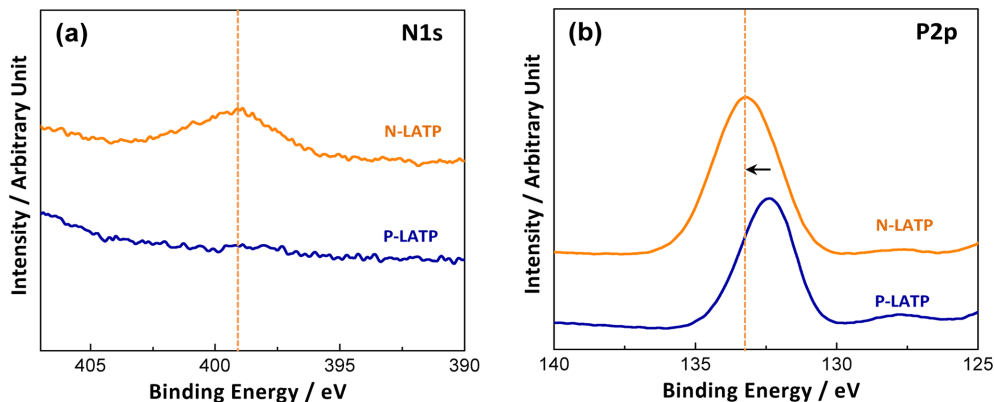 (a)
N1s
N-LATP
P-LATP
Intensity / Arbitrary Unit
405
400
395
390
Binding Energy / eV
(b)
P2p
N-LATP
P-LATP
Intensity / Arbitrary Unit
140
135
130
125
Binding Energy / eV